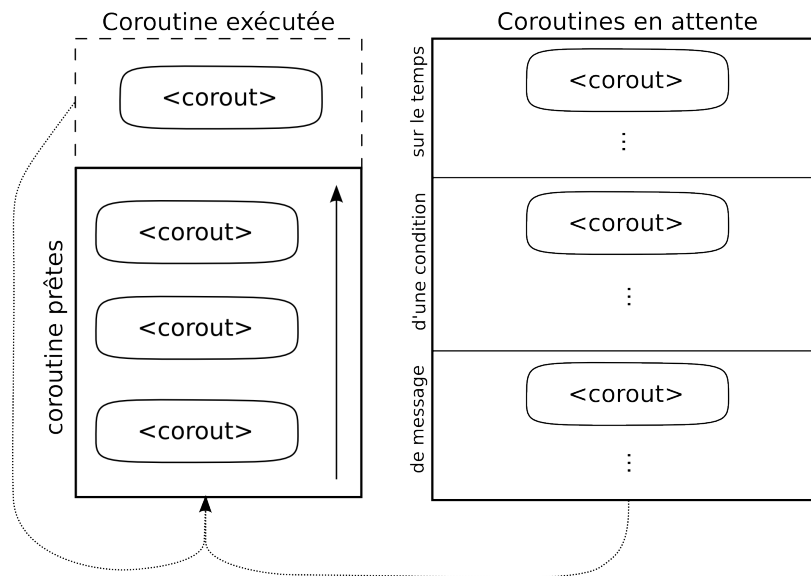 Coroutine exécutée
<corout>
coroutine prêtes
<corout>
<corout>
<corout>
Coroutines en attente
sur le temps
<corout>
...
d'une condition
<corout>
...
de message
<corout>
...